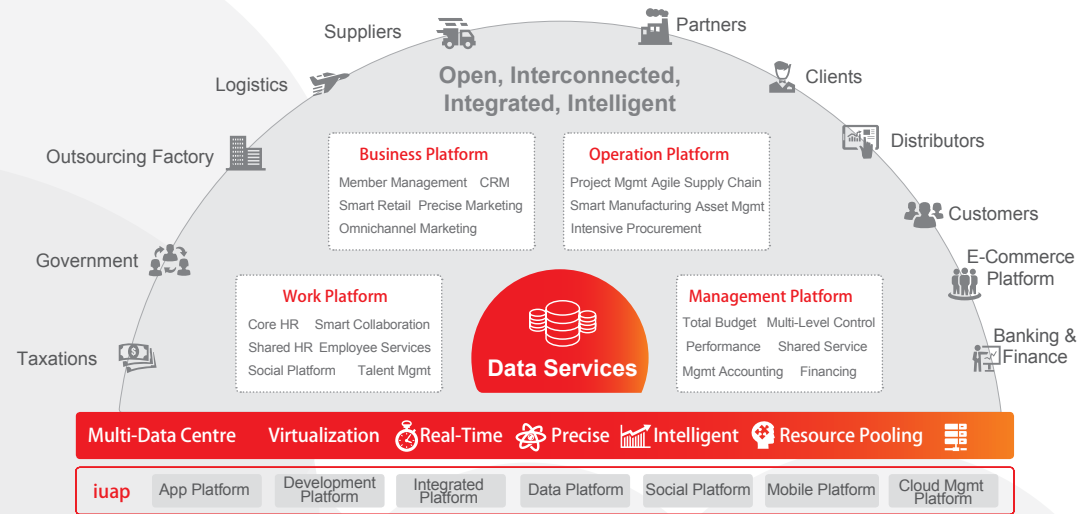 Suppliers
Partners
Logistics
Clients
Open, Interconnected,
Integrated, Intelligent
Outsourcing Factory
Distributors
Business Platform
Member Management CRM
Smart Retail Precise Marketing
Omnichannel Marketing
Operation Platform
Project Mgmt Agile Supply Chain
Smart Manufacturing Asset Mgmt
Intensive Procurement
Customers
Government
E-Commerce
Platform
Work Platform
Core HR Smart Collaboration
Shared HR Employee Services
Social Platform Talent Mgmt
Data Services
Management Platform
Total Budget Multi-Level Control
Performance Shared Service
Mgmt Accounting Financing
Taxations
Banking &
Finance
Multi-Data Centre Virtualization Real-Time Precise Intelligent Resource Pooling
iuap
App Platform
Development
Platform
Integrated
Platform
Data Platform
Social Platform
Mobile Platform
Cloud Mgmt
Platform